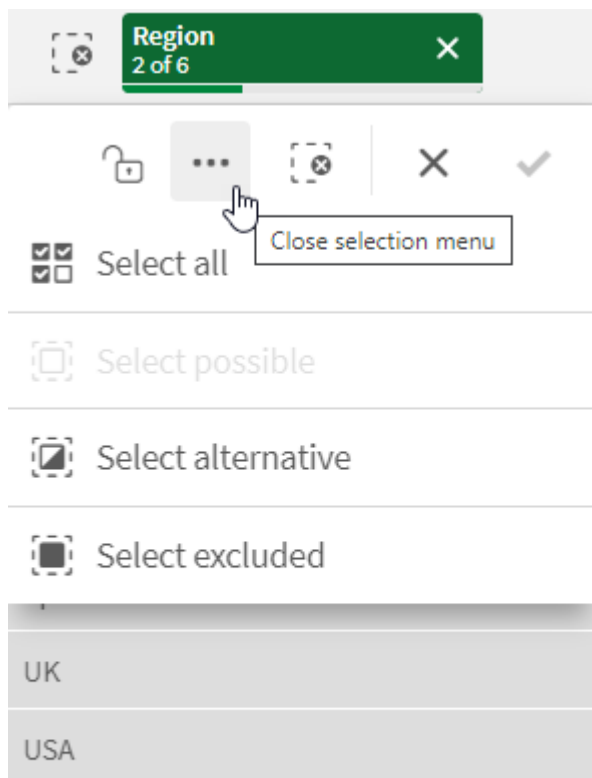 Region
2 of 6
Close selection menu
Select all
Select possible
Select alternative
Select excluded
UK
USA